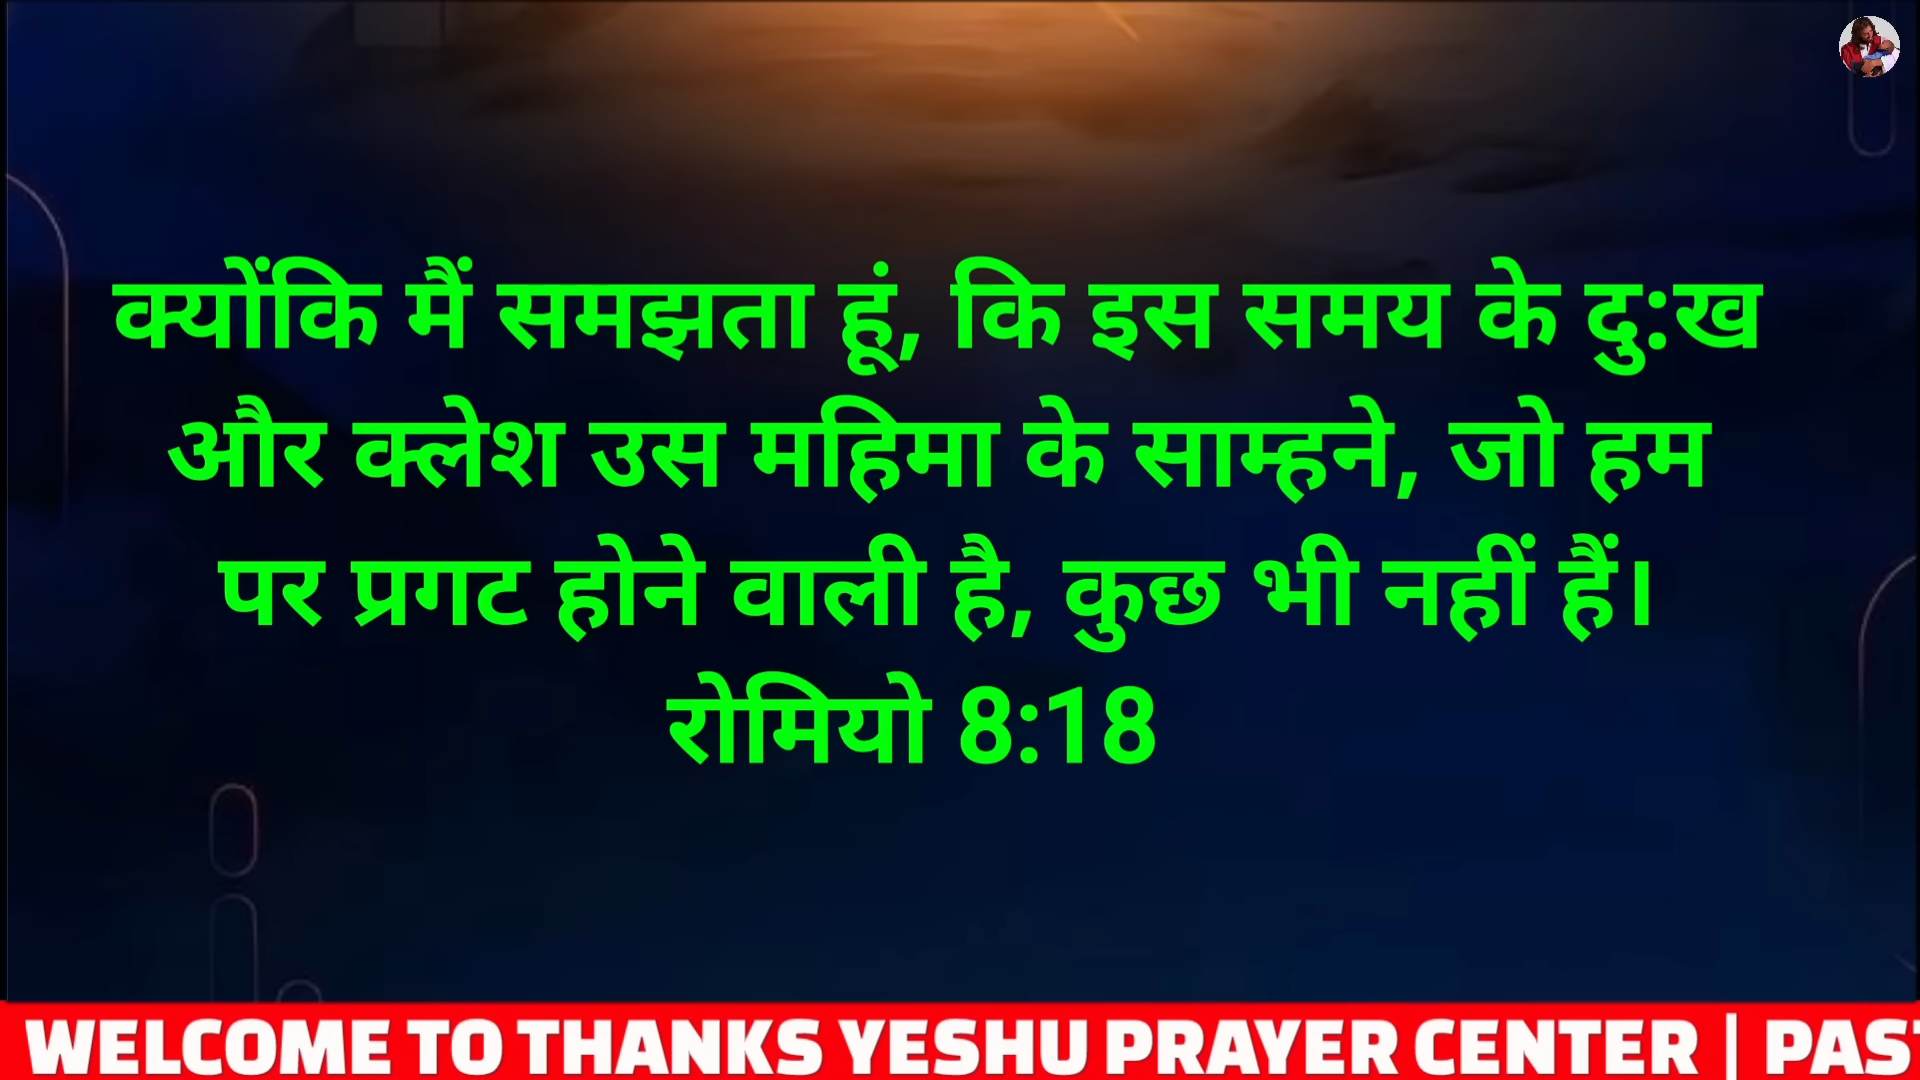 क्योंकि मैं समझता हूं, कि इस समय के दु:ख
और क्लेश उस महिमा के साम्हने, जो हम
पर प्रगट होने वाली है, कुछ भी नहीं हैं।
रोमियो 8:18
WELCOME TO THANKS YESHU PRAYER CENTER | PAST